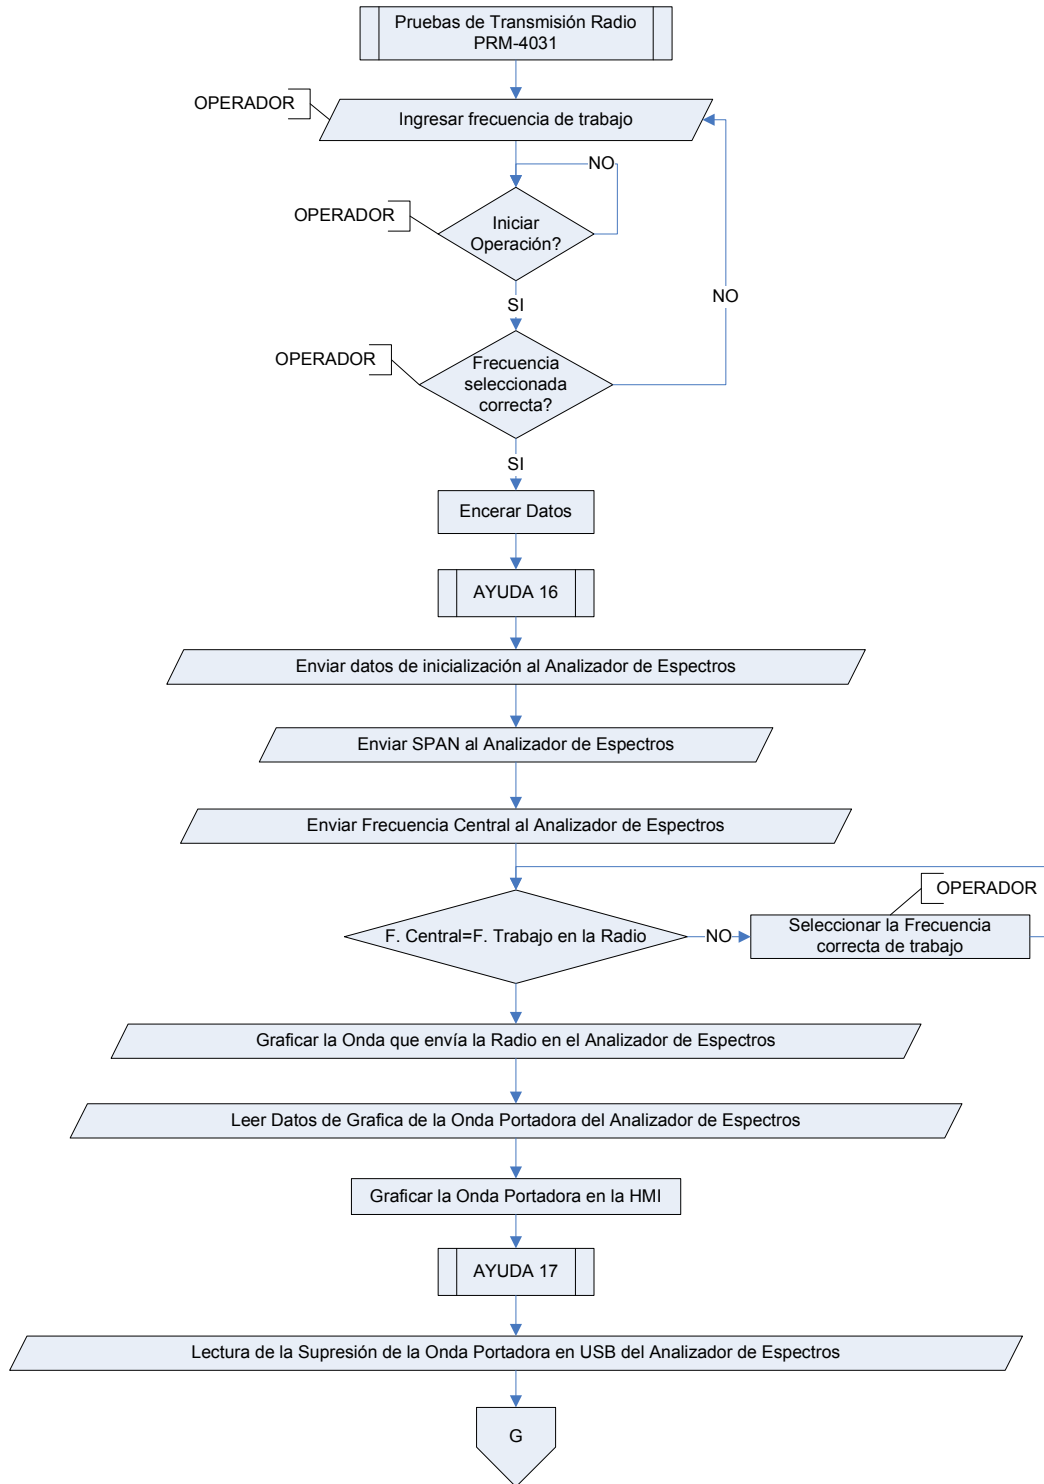 Pruebas de Transmisión Radio
PRM-4031
OPERADOR
Ingresar frecuencia de trabajo
NO
OPERADOR
Iniciar
Operación?
SI
NO
OPERADOR
Frecuencia
seleccionada
correcta?
SI
Encerar Datos
AYUDA 16
Enviar datos de inicialización al Analizador de Espectros
Enviar SPAN al Analizador de Espectros
Enviar Frecuencia Central al Analizador de Espectros
OPERADOR
F. Central=F. Trabajo en la Radio
NO
Seleccionar la Frecuencia
correcta de trabajo
Graficar la Onda que envía la Radio en el Analizador de Espectros
Leer Datos de Grafica de la Onda Portadora del Analizador de Espectros
Graficar la Onda Portadora en la HMI
AYUDA 17
Lectura de la Supresión de la Onda Portadora en USB del Analizador de Espectros
G